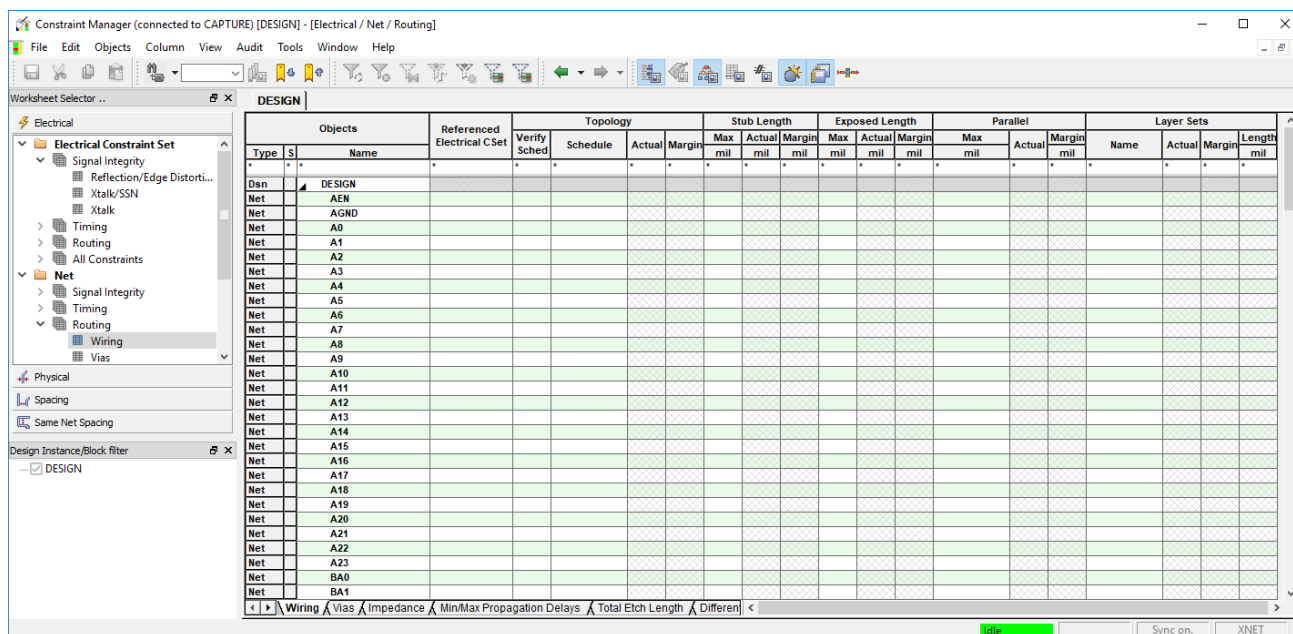 Constraint Manager (connected to CAPTURE) [DESIGN] - [Electrical / Net / Routing]
File Edit Objects Column View Audit Tools Window Help
Worksheet Selector ..
Electrical
Electrical Constraint Set
Signal Integrity
Reflection/Edge Distorti...
Xtalk/SSN
Xtalk
Timing
Routing
All Constraints
Net
Signal Integrity
Timing
Routing
Wiring
Vias
Physical
Spacing
Same Net Spacing
Design Instance/Block filter
DESIGN
DESIGN
Objects Referenced Electrical CSet Topology Stub Length Exposed Length Parallel Layer Sets
Verify Sched Schedule Actual Margin Max Actual Margin Max Actual Margin Max Actual Margin Name Actual Margin Length
Type S Name mil mil mil mil mil mil mil mil mil
* * * * * * * * * * * * * * * * * * * * *
Dsn DESIGN
Net AEN
Net AGND
Net A0
Net A1
Net A2
Net A3
Net A4
Net A5
Net A6
Net A7
Net A8
Net A9
Net A10
Net A11
Net A12
Net A13
Net A14
Net A15
Net A16
Net A17
Net A18
Net A19
Net A20
Net A21
Net A22
Net A23
Net BA0
Net BA1
Wiring Vias Impedance Min/Max Propagation Delays Total Etch Length Differen
Idle Sync on. XNET